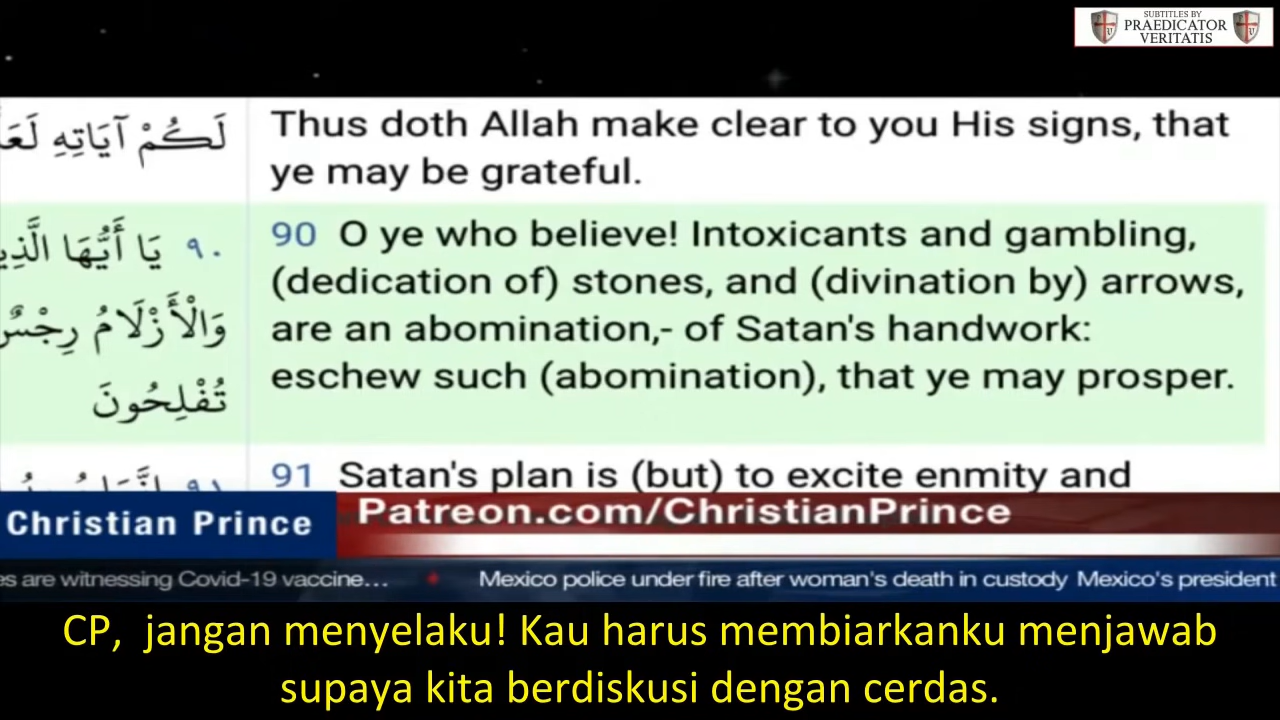 SUBTITLES BY
PRAEDICATOR
VERITATIS
لَكُمْ آيَاتِهِ
Thus doth Allah make clear to you His signs, that
ye may be grateful.
٩٠ يَا أَيُّهَا
90 O ye who believe! Intoxicants and gambling,
(dedication of) stones, and (divination by) arrows,
وَالْأَزْلَامُ رِجْسٌ
are an abomination,- of Satan's handwork:
eschew such (abomination), that ye may prosper.
تُفْلِحُونَ
91 Satan's plan is (but) to excite enmity and
Christian Prince
Patreon.com/ChristianPrince
es are witnessing Covid-19 vaccine... Mexico police under fire after woman's death in custody Mexico's president
CP, jangan menyelaku! Kau harus membiarkanku menjawab
supaya kita berdiskusi dengan cerdas.